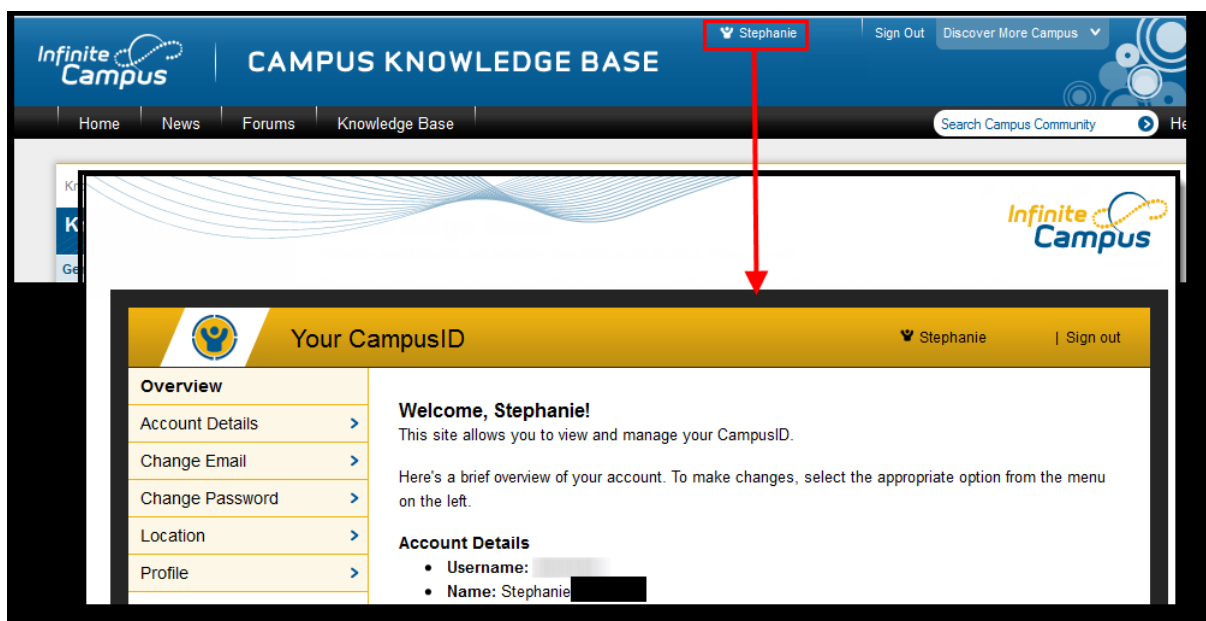 Stephanie
Sign Out
Discover More Campus
Infinite
Campus
CAMPUS KNOWLEDGE BASE
Home
News
Forums
Knowledge Base
Search Campus Community
Infinite
Campus
Your CampusID
Stephanie
| Sign out
Overview
Account Details
Change Email
Change Password
Location
Profile
Welcome, Stephanie!
This site allows you to view and manage your CampusID.
Here's a brief overview of your account. To make changes, select the appropriate option from the menu
on the left.
Account Details
• Username:
• Name: Stephanie